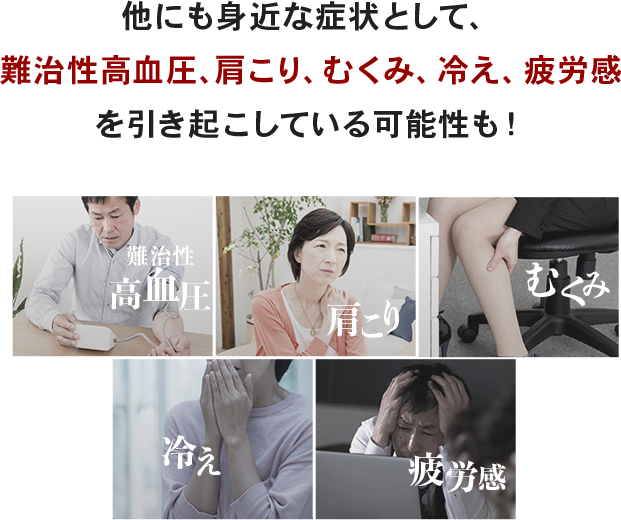 他にも身近な症状として、
難治性高血圧、肩こり、むくみ、冷え、疲労感
を引き起こしている可能性も！
難治性
高血圧
肩こり
むくみ
冷え
疲労感